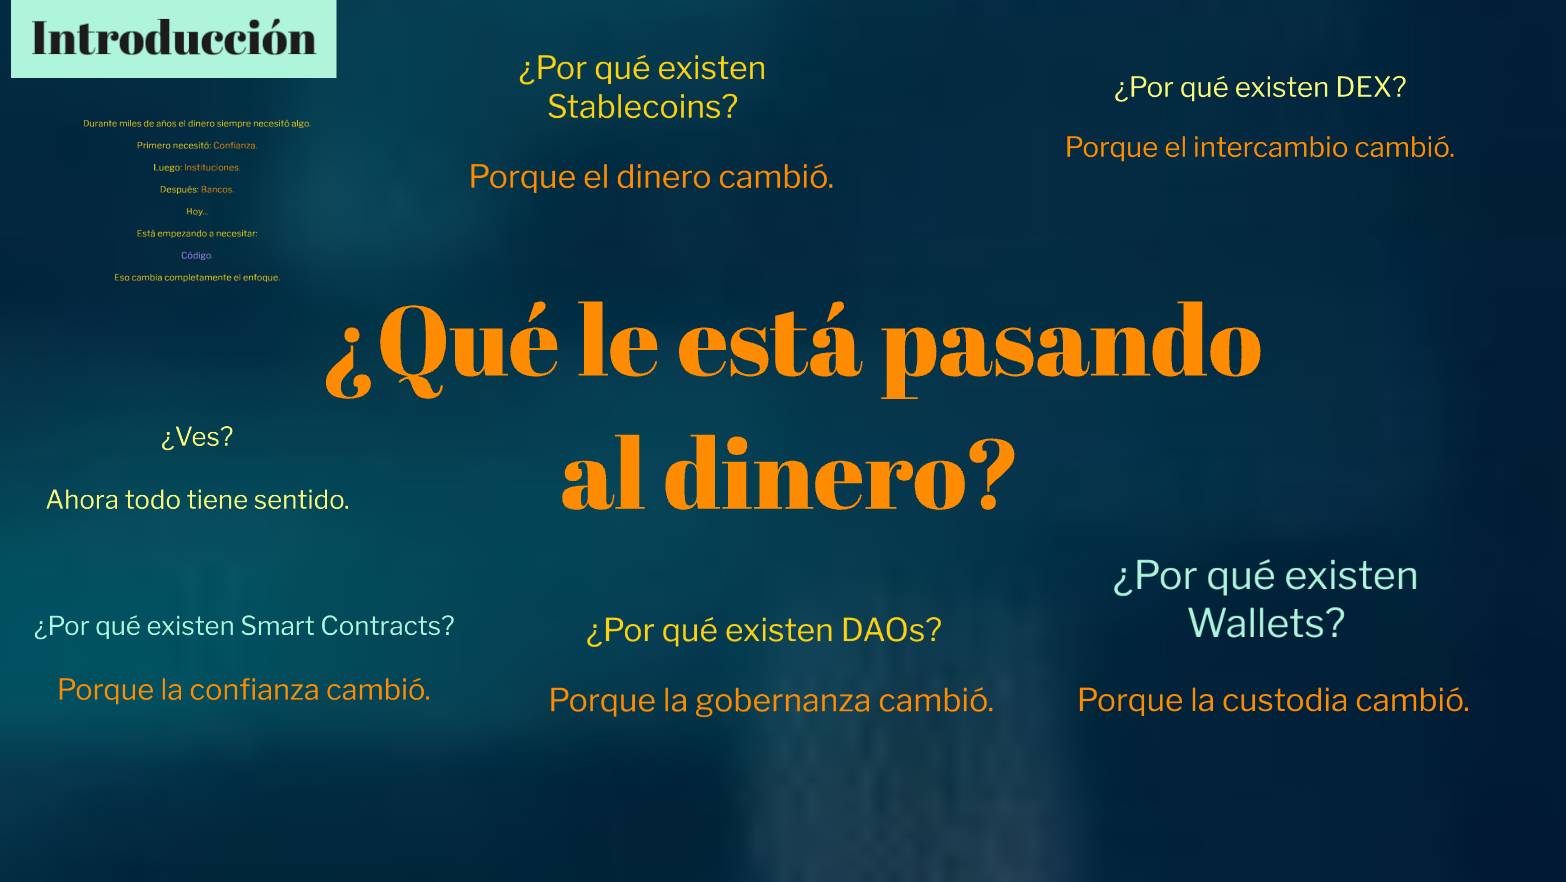 Introducción
Durante miles de años el dinero siempre necesitó algo.
Primero necesitó: Confianza.
Luego: Instituciones.
Después: Bancos.
Hoy...
Está empezando a necesitar:
Código.
Eso cambia completamente el enfoque.
¿Por qué existen
Stablecoins?
Porque el dinero cambió.
¿Por qué existen DEX?
Porque el intercambio cambió.
¿Qué le está pasando
al dinero?
¿Ves?
Ahora todo tiene sentido.
¿Por qué existen Smart Contracts?
Porque la confianza cambió.
¿Por qué existen DAOs?
Porque la gobernanza cambió.
¿Por qué existen
Wallets?
Porque la custodia cambió.